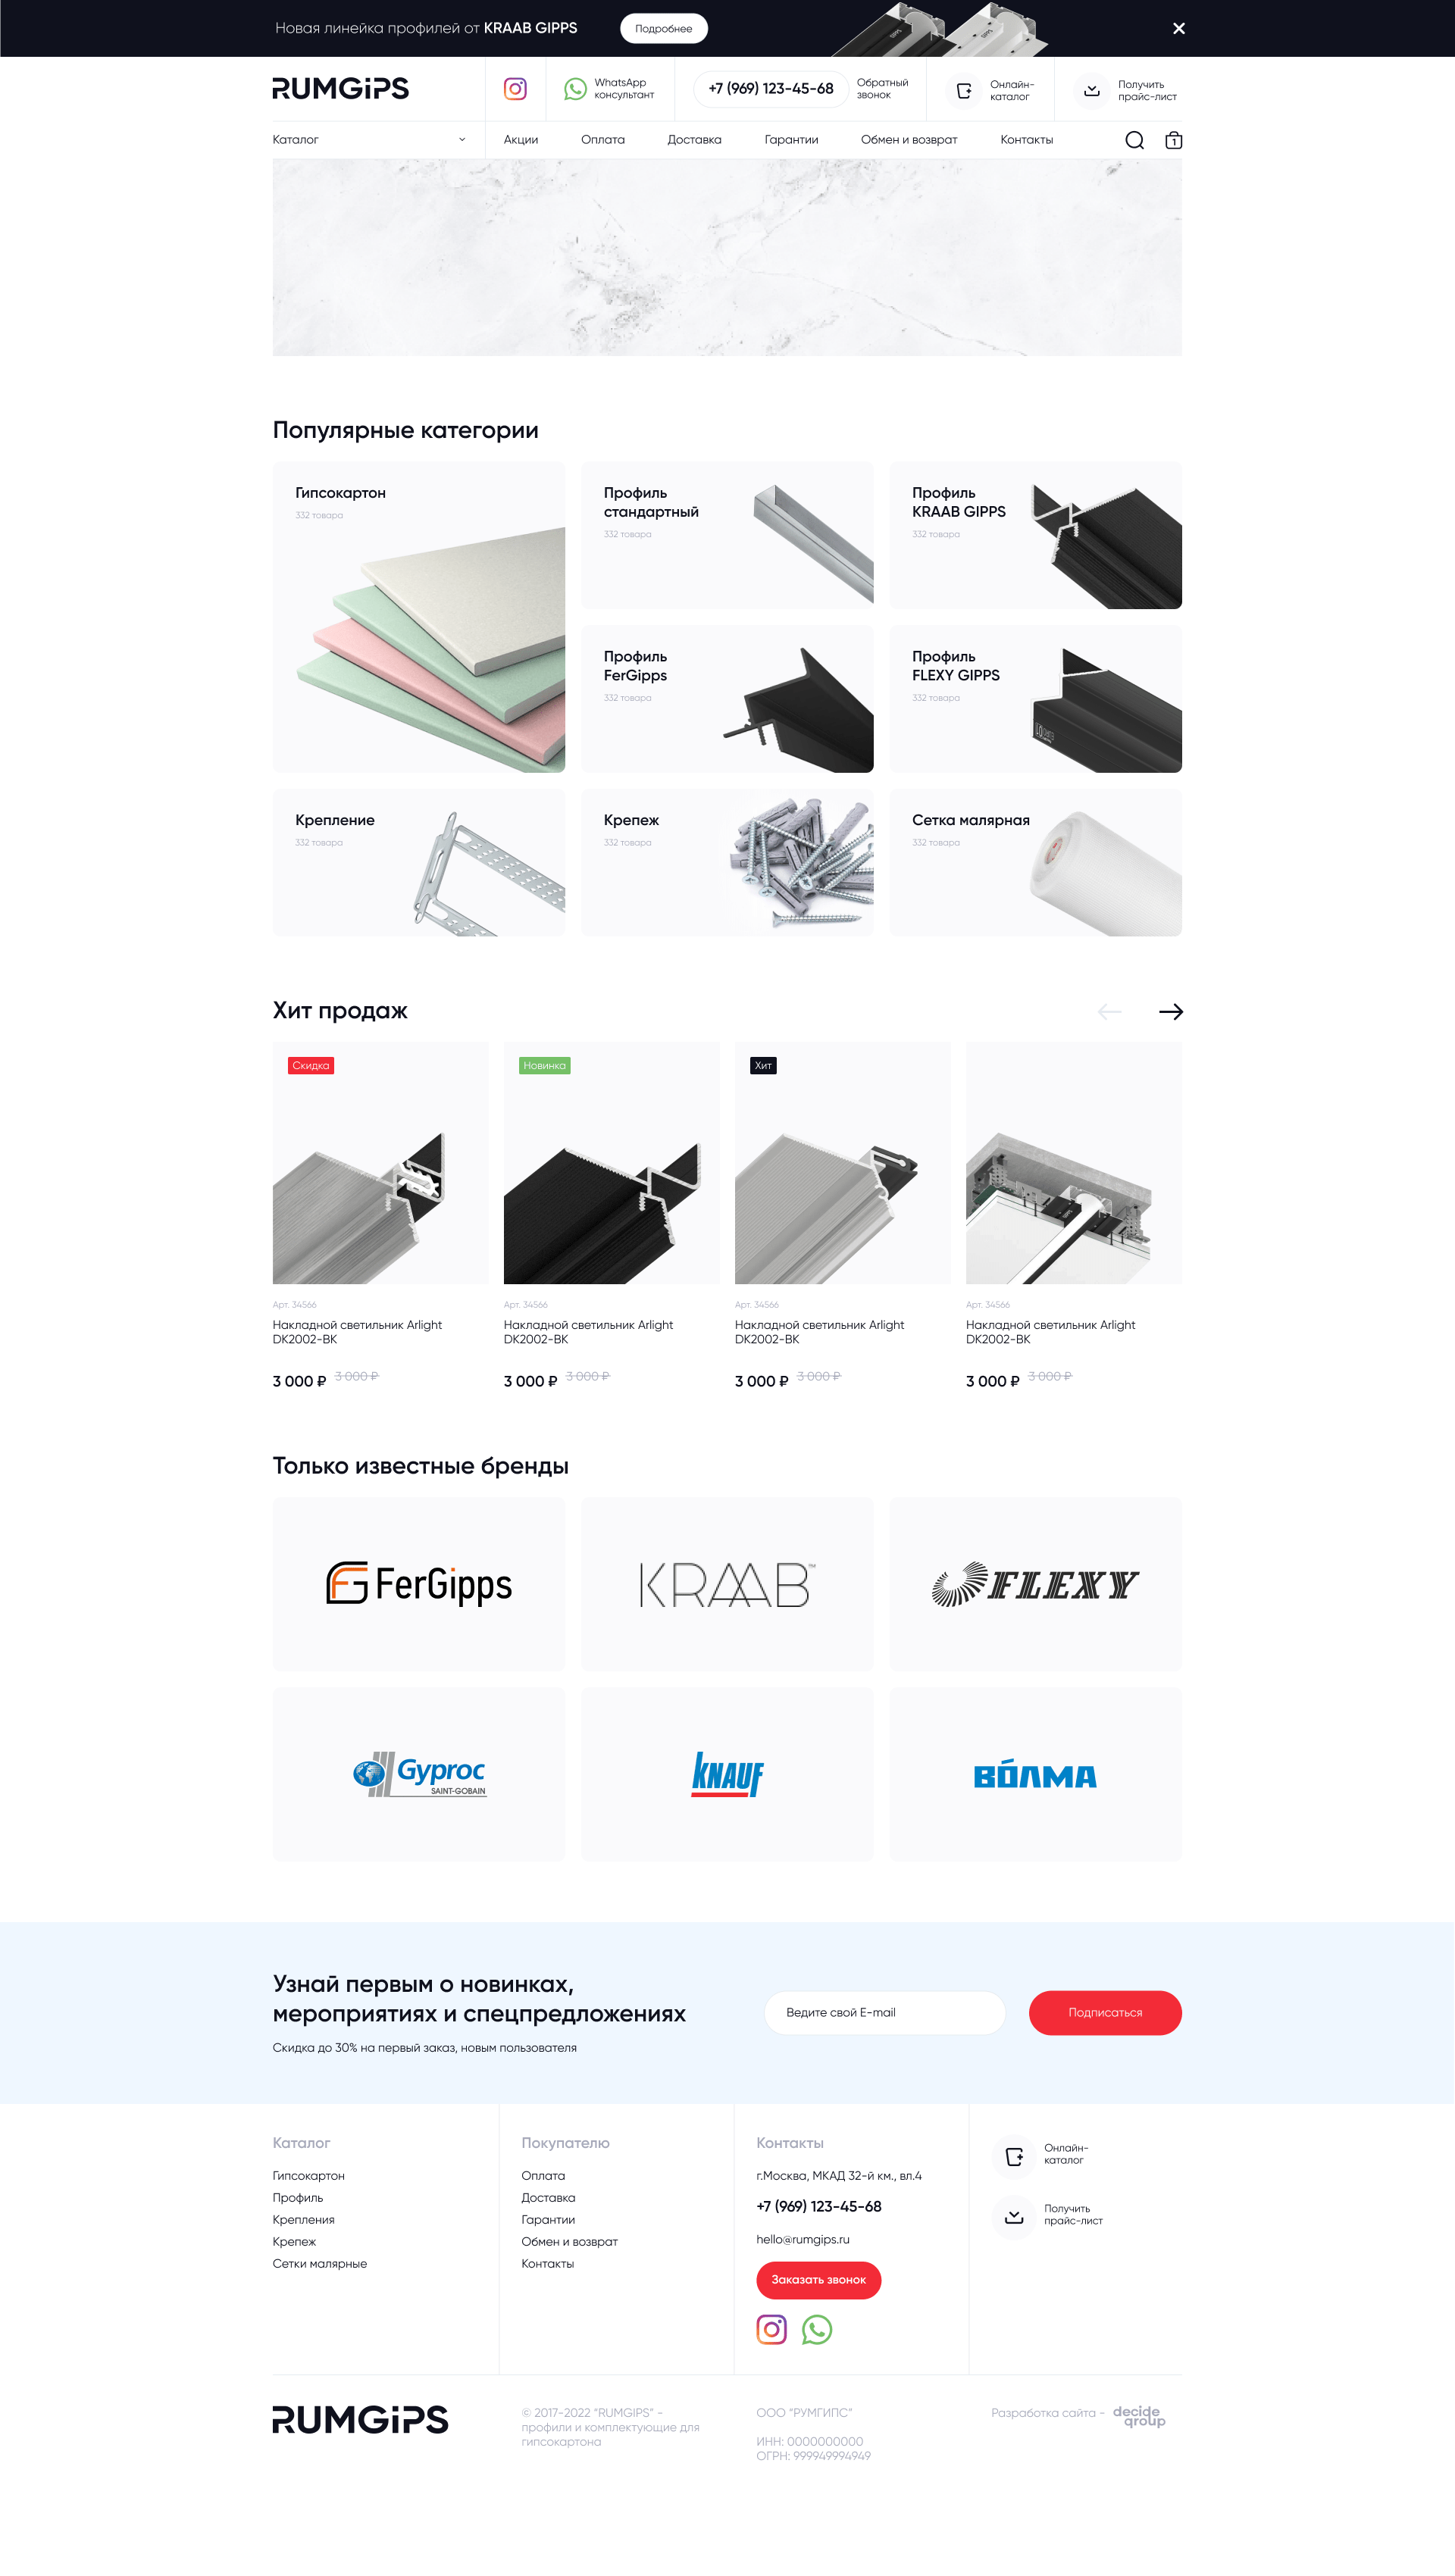 Новая линейка профилей от KRAAB GIPPS
Подробнее
RUMGIPS
WhatsApp
консультант
+7 (969) 123-45-68
Обратный
звонок
Онлайн-
каталог
Получить
прайс-лист
Каталог
Акции
Оплата
Доставка
Гарантии
Обмен и возврат
Контакты
1
Популярные категории
Гипсокартон
332 товара
Профиль
стандартный
332 товара
Профиль
KRAAB GIPPS
332 товара
Профиль
FerGipps
332 товара
Профиль
FLEXY GIPPS
332 товара
Крепление
332 товара
Крепеж
332 товара
Сетка малярная
332 товара
Хит продаж
Скидка
Новинка
Хит
Арт. 34566
Накладной светильник Arlight
DK2002-BK
3 000 ₽ 3 000 ₽
Арт. 34566
Накладной светильник Arlight
DK2002-BK
3 000 ₽ 3 000 ₽
Арт. 34566
Накладной светильник Arlight
DK2002-BK
3 000 ₽ 3 000 ₽
Арт. 34566
Накладной светильник Arlight
DK2002-BK
3 000 ₽ 3 000 ₽
Только известные бренды
FerGipps
KRAAB™
FLEXY
Gyproc
SAINT-GOBAIN
KNAUF
ВÓЛМА
Узнай первым о новинках,
мероприятиях и спецпредложениях
Скидка до 30% на первый заказ, новым пользователя
Ведите свой E-mail
Подписаться
Каталог
Гипсокартон
Профиль
Крепления
Крепеж
Сетки малярные
Покупателю
Оплата
Доставка
Гарантии
Обмен и возврат
Контакты
Контакты
г.Москва, МКАД 32-й км., вл.4
+7 (969) 123-45-68
hello@rumgips.ru
Заказать звонок
Онлайн-
каталог
Получить
прайс-лист
RUMGIPS
© 2017-2022 “RUMGIPS” -
профили и комплектующие для
гипсокартона
ООО “РУМГИПС”
ИНН: 0000000000
ОГРН: 999949994949
Разработка сайта -
decide
group